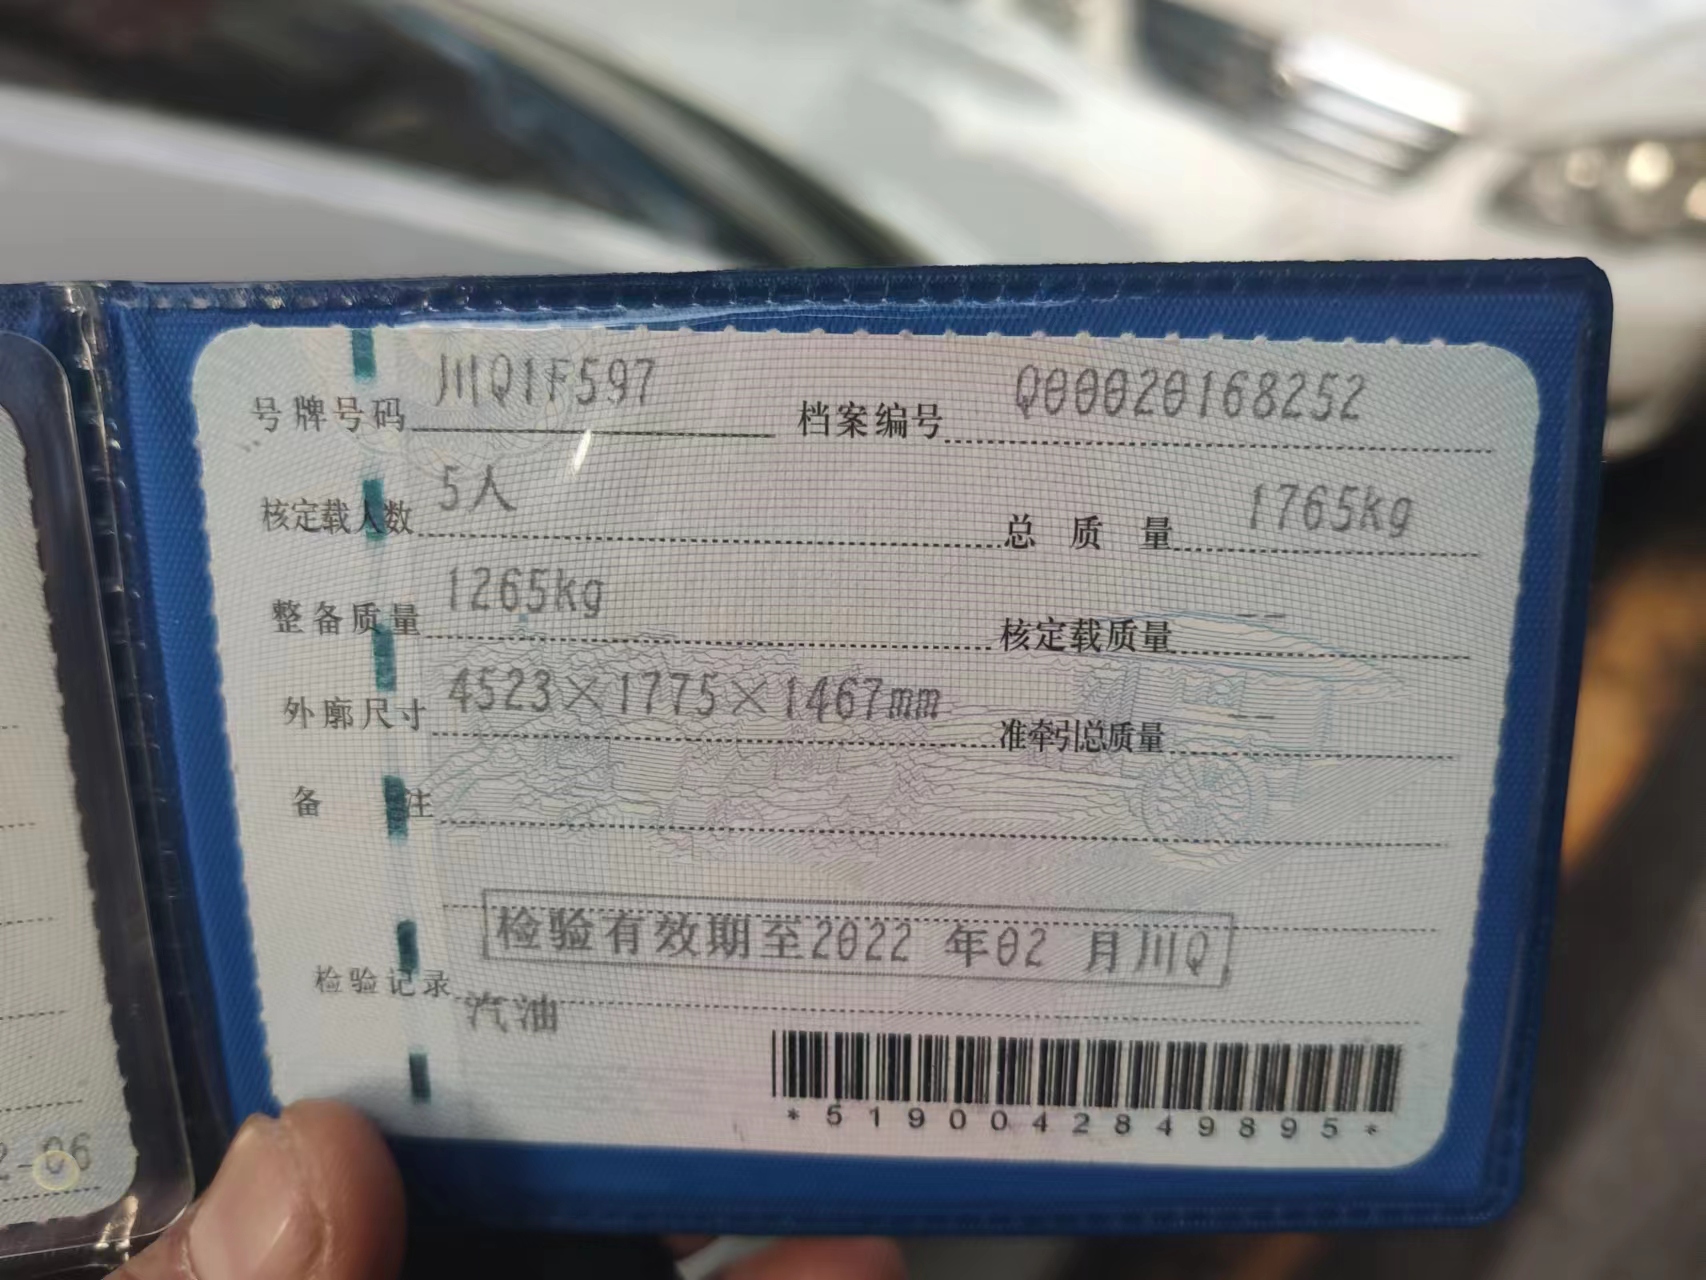 号牌号码 川Q1F597 档案编号 Q00020168252
核定载人数 5人 总质量 1765kg
整备质量 1265kg 核定载质量 --
外廓尺寸 4523×1775×1467mm 准牵引总质量 --
备注
检验有效期至2022 年02 月川Q
检验记录
汽油
*5190042849895*
2-06